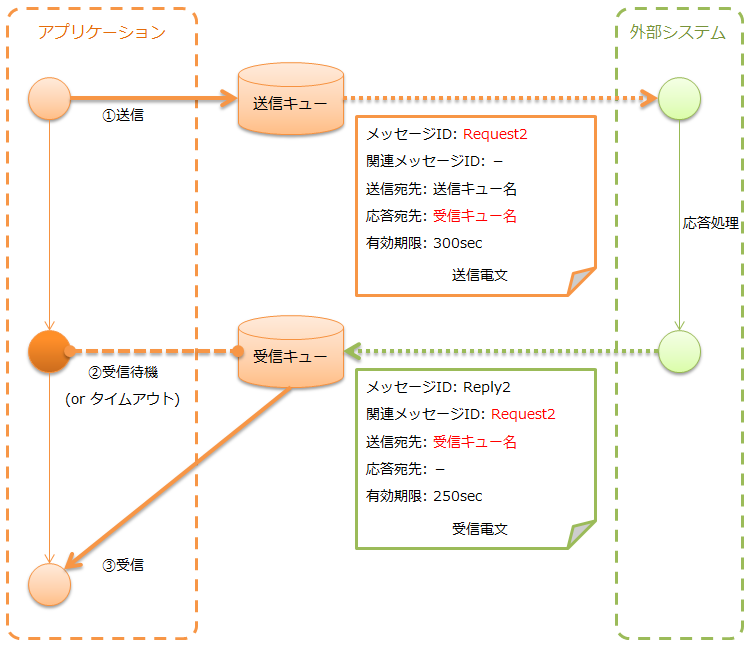 アプリケーション
外部システム
①送信
送信キュー
メッセージID: Request2
関連メッセージID: －
送信宛先: 送信キュー名
応答宛先: 受信キュー名
有効期限: 300sec
送信電文
応答処理
②受信待機
(or タイムアウト)
受信キュー
メッセージID: Reply2
関連メッセージID: Request2
送信宛先: 受信キュー名
応答宛先: －
有効期限: 250sec
受信電文
③受信